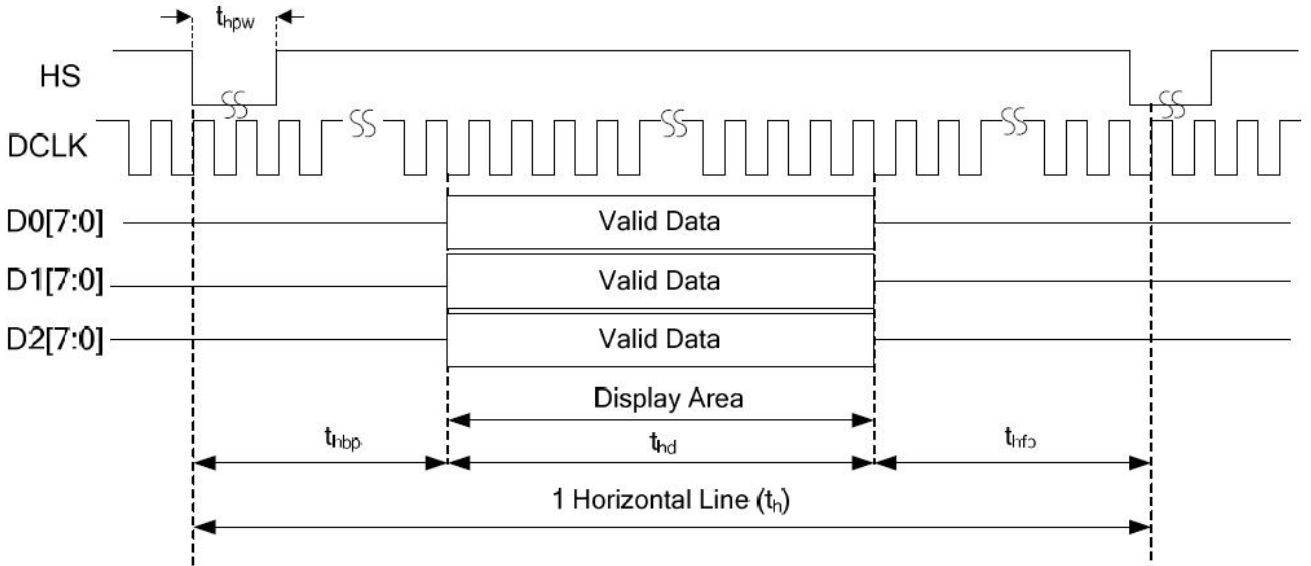 thpw
HS
DCLK
D0[7:0] Valid Data
D1[7:0] Valid Data
D2[7:0] Valid Data
Display Area
thbp thd thfp
1 Horizontal Line (th)